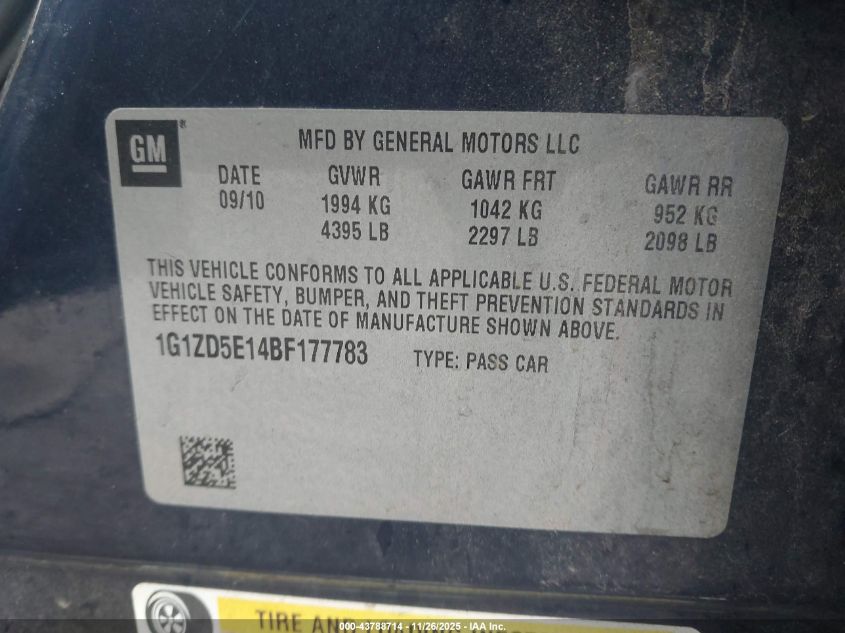 GM®
MFD BY GENERAL MOTORS LLC
DATE GVWR GAWR FRT GAWR RR
09/10 1994 KG 1042 KG 952 KG
4395 LB 2297 LB 2098 LB
THIS VEHICLE CONFORMS TO ALL APPLICABLE U.S. FEDERAL MOTOR
VEHICLE SAFETY, BUMPER, AND THEFT PREVENTION STANDARDS IN
EFFECT ON THE DATE OF MANUFACTURE SHOWN ABOVE.
1G1ZD5E14BF177783 TYPE: PASS CAR
TIRE AND
000-43788714 - 11/26/2025 - IAA Inc.